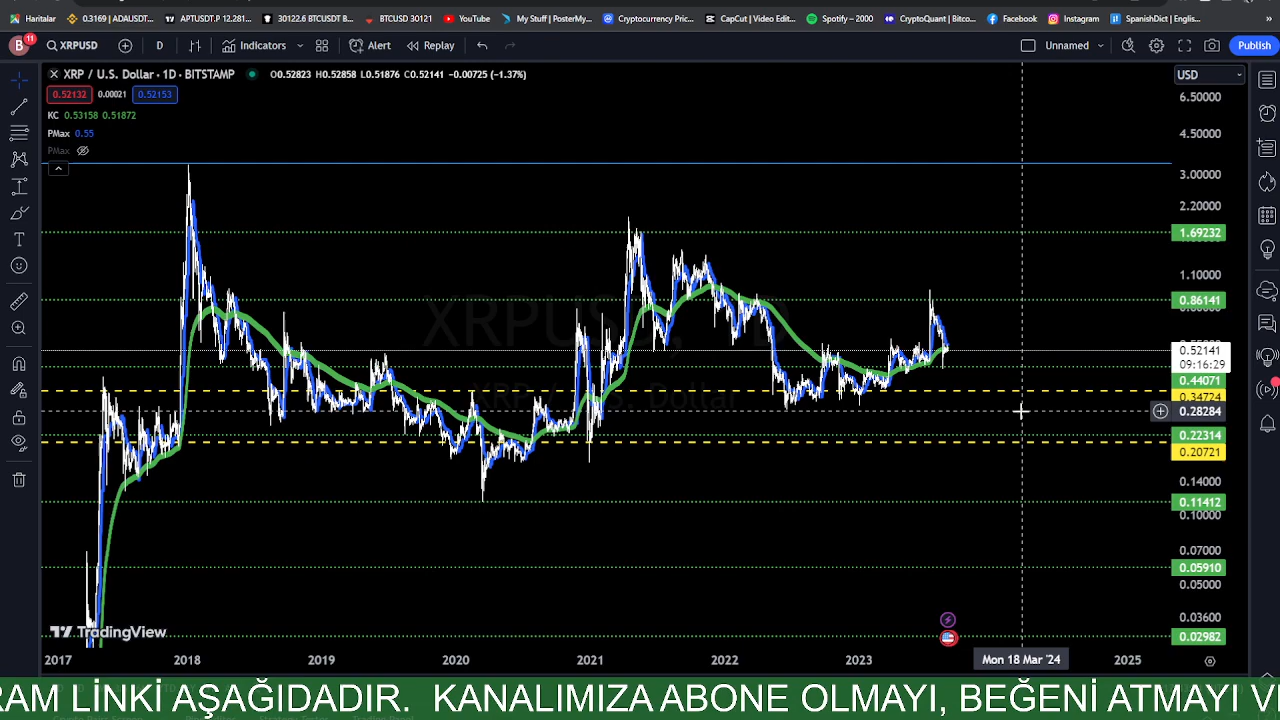 Haritalar
0.3169 | ADAUSDT...
APTUSDT.P 12.281...
30122.6 BTCUSDT B...
BTCUSD 30121
YouTube
My Stuff | PosterMy...
Cryptocurrency Pric...
CapCut | Video Edit...
Spotify – 2000
CryptoQuant | Bitco...
Facebook
Instagram
SpanishDict | Englis...
»
B 11
XRPUSD
D
Indicators
Alert
Replay
Unnamed
Publish
XRP / U.S. Dollar · 1D · BITSTAMP
O0.52823 H0.52858 L0.51876 C0.52141 −0.00725 (−1.37%)
USD
0.52132 0.00021 0.52153
KC 0.53158 0.51872
PMax 0.55
PMax
6.50000
4.50000
3.00000
2.20000
1.69232
1.10000
0.86141
0.52141
09:16:29
0.44071
0.34774
0.28284
0.22314
0.20721
0.14000
0.11412
0.10000
0.07000
0.05910
0.05000
0.03600
0.02982
XRP / U.S. Dollar
TradingView
2017
2018
2019
2020
2021
2022
2023
Mon 18 Mar '24
2025
RAM LİNKİ AŞAĞIDADIR. KANALIMIZA ABONE OLMAYI, BEĞENİ ATMAYI VE